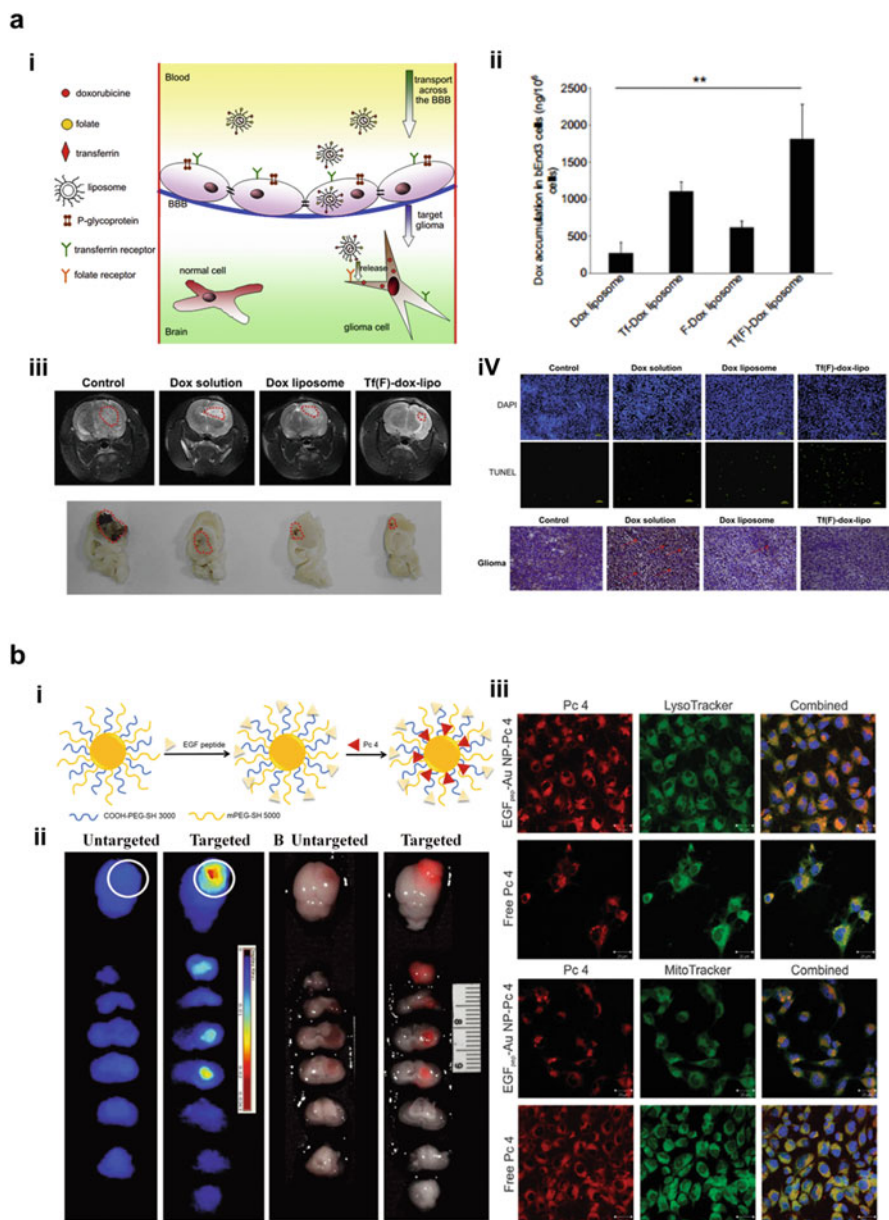 a
i
doxorubicine
folate
transferrin
liposome
P-glycoprotein
transferrin receptor
folate receptor
Blood
transport
across
the BBB
BBB
target
glioma
release
normal cell
glioma cell
Brain
ii
Dox accumulation in bEnd3 cells (ng/10⁶
cells)
2500
2000
1500
1000
500
0
**
Dox liposome
Tf-Dox liposome
F-Dox liposome
Tf(F)-Dox liposome
iii
Control Dox solution Dox liposome Tf(F)-dox-lipo
iV
Control Dox solution Dox liposome Tf(F)-dox-lipo
DAPI
TUNEL
Control Dox solution Dox liposome Tf(F)-dox-lipo
Glioma
b
i
EGF peptide
Pc 4
COOH-PEG-SH 3000 mPEG-SH 5000
ii
Untargeted Targeted B Untargeted Targeted
8
9
iii
Pc 4 LysoTracker Combined
EGFpep-Au NP-Pc 4
Free Pc 4
Pc 4 MitoTracker Combined
EGFpep-Au NP-Pc 4
Free Pc 4